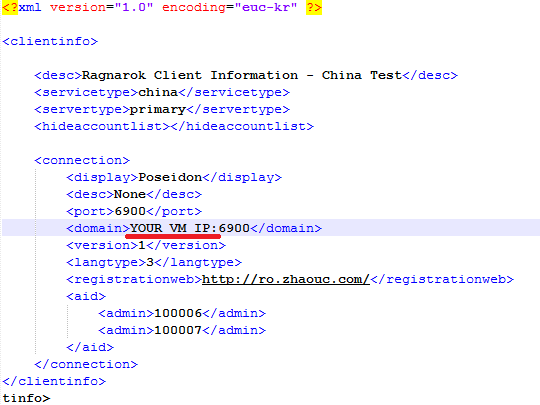 <?xml version="1.0" encoding="euc-kr" ?>
<clientinfo>
<desc>Ragnarok Client Information - China Test</desc>
<servicetype>china</servicetype>
<servertype>primary</servertype>
<hideaccountlist></hideaccountlist>
<connection>
<display>Poseidon</display>
<desc>None</desc>
<port>6900</port>
<domain>YOUR VM IP:6900</domain>
<version>1</version>
<langtype>3</langtype>
<registrationweb>http://ro.zhaouc.com/</registrationweb>
<aid>
<admin>100006</admin>
<admin>100007</admin>
</aid>
</connection>
</clientinfo>
tinfo>